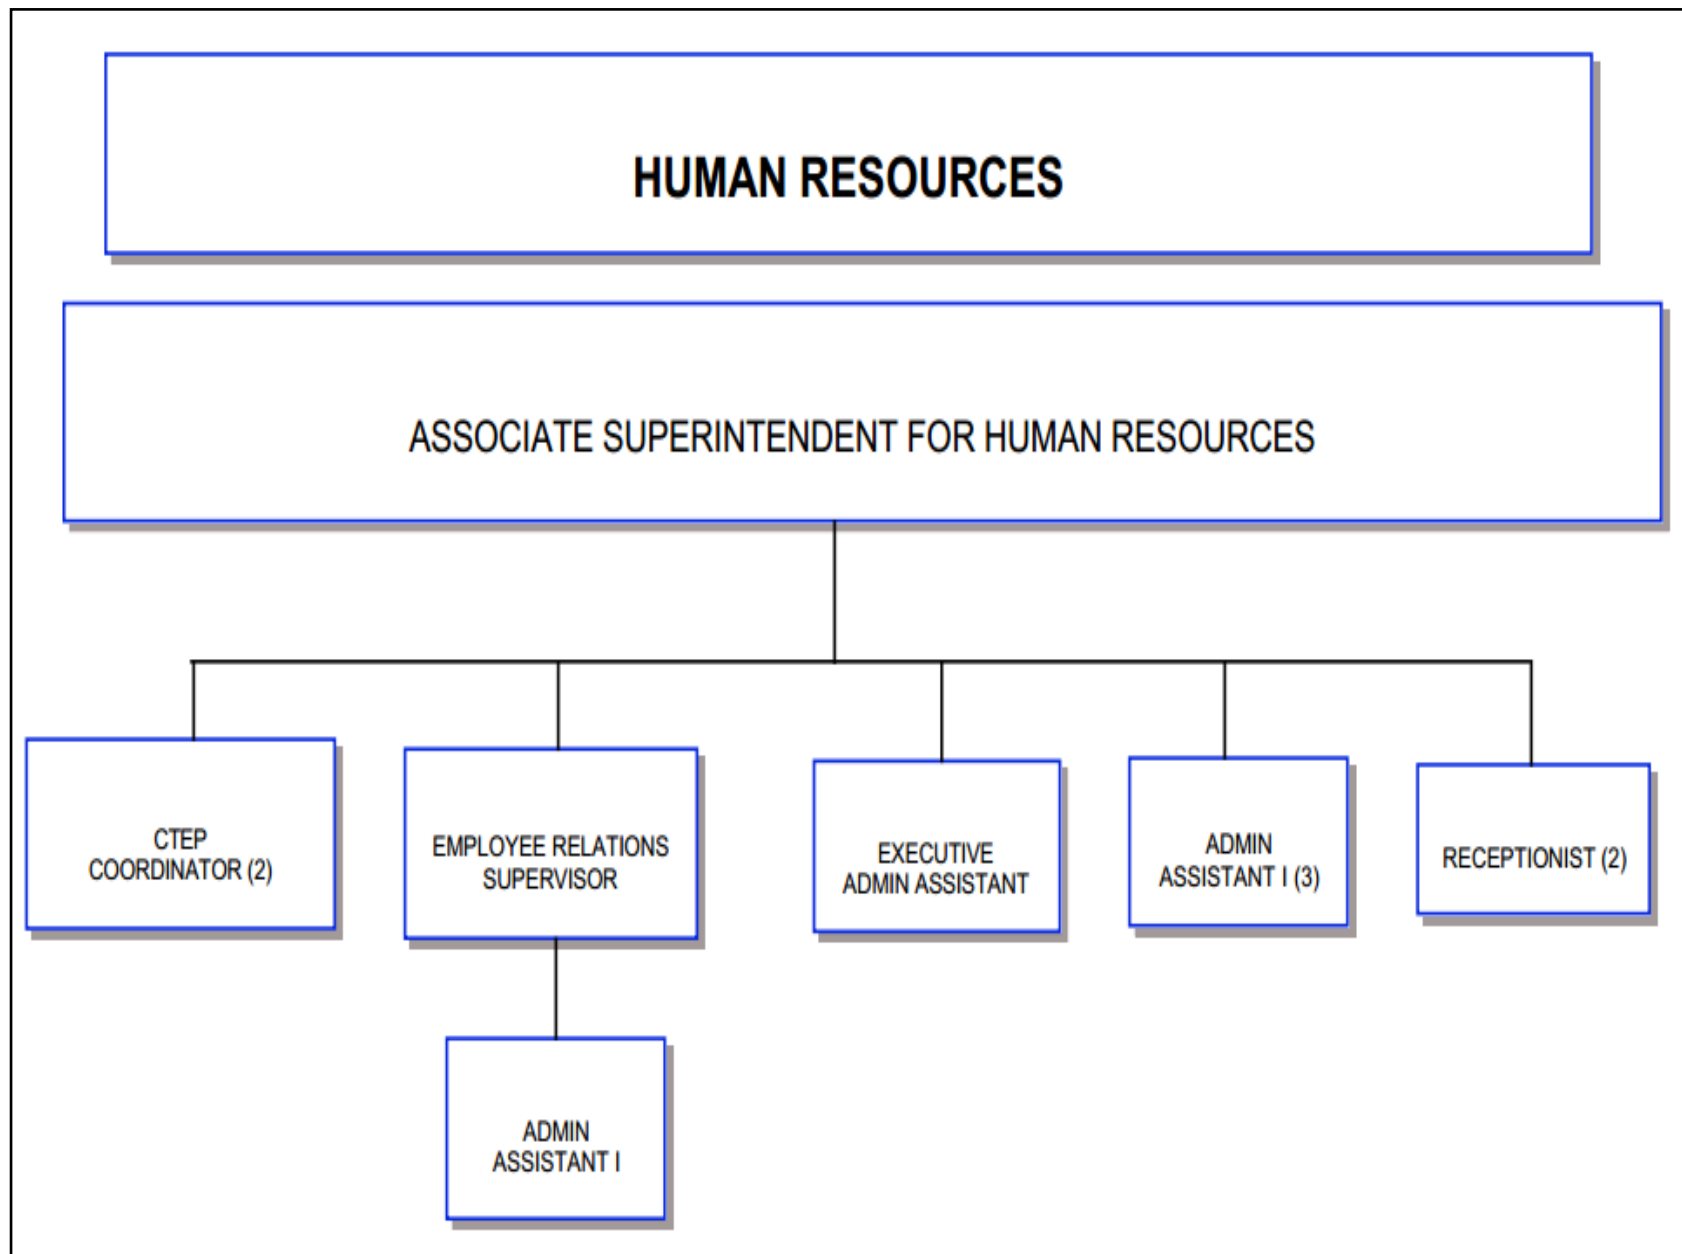 HUMAN RESOURCES
ASSOCIATE SUPERINTENDENT FOR HUMAN RESOURCES
CTEP
COORDINATOR (2)
EMPLOYEE RELATIONS
SUPERVISOR
EXECUTIVE
ADMIN ASSISTANT
ADMIN
ASSISTANT I (3)
RECEPTIONIST (2)
ADMIN
ASSISTANT I